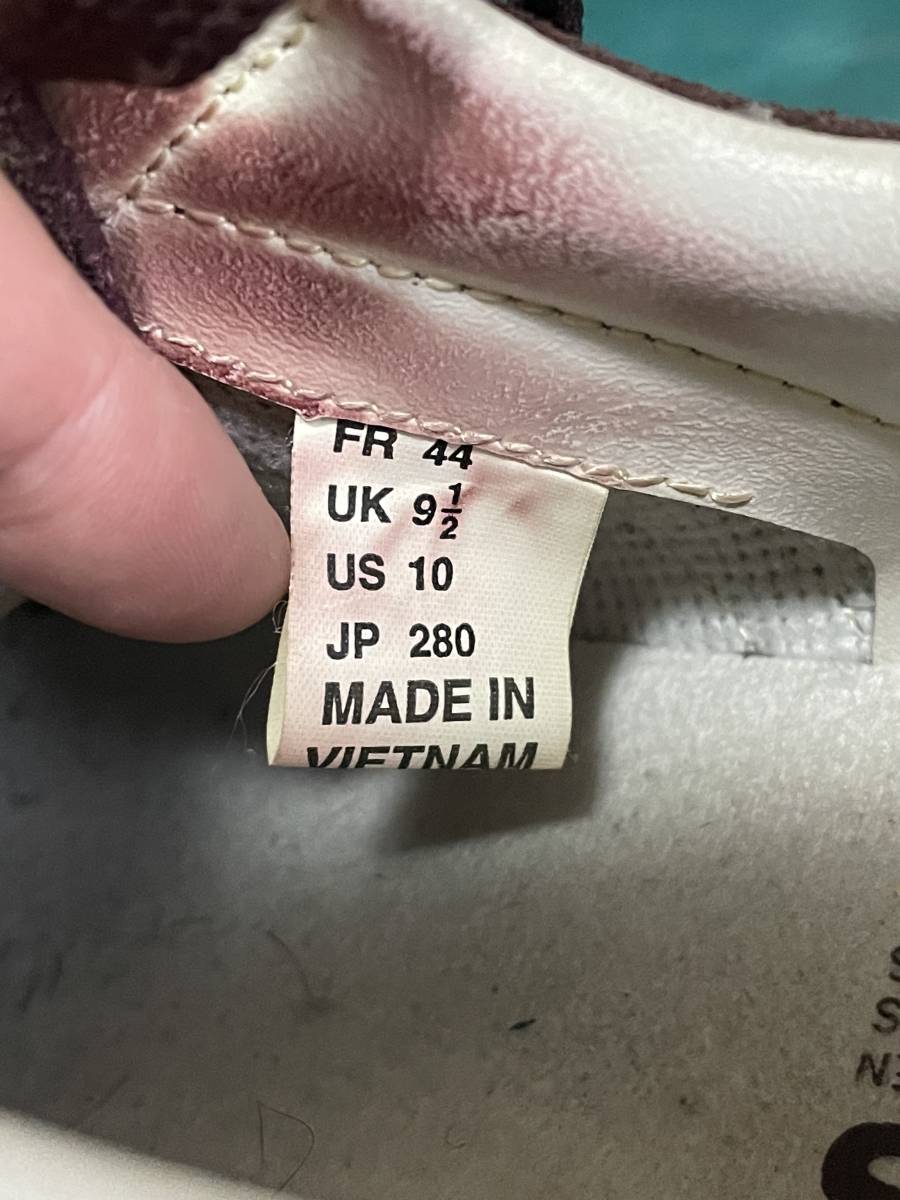 FR 44
UK 9½
US 10
JP 280
MADE IN
VIETNAM